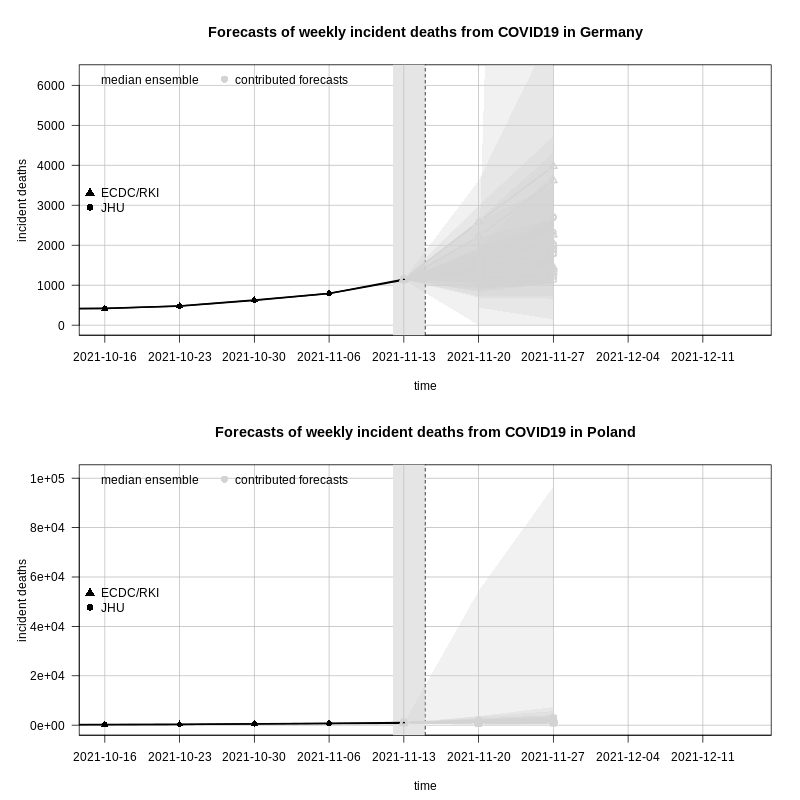 Forecasts of weekly incident deaths from COVID19 in Germany
median ensemble contributed forecasts
6000
5000
4000
3000
2000
1000
0
incident deaths
ECDC/RKI
JHU
2021-10-16 2021-10-23 2021-10-30 2021-11-06 2021-11-13 2021-11-20 2021-11-27 2021-12-04 2021-12-11
time
Forecasts of weekly incident deaths from COVID19 in Poland
median ensemble contributed forecasts
1e+05
8e+04
6e+04
4e+04
2e+04
0e+00
incident deaths
ECDC/RKI
JHU
2021-10-16 2021-10-23 2021-10-30 2021-11-06 2021-11-13 2021-11-20 2021-11-27 2021-12-04 2021-12-11
time